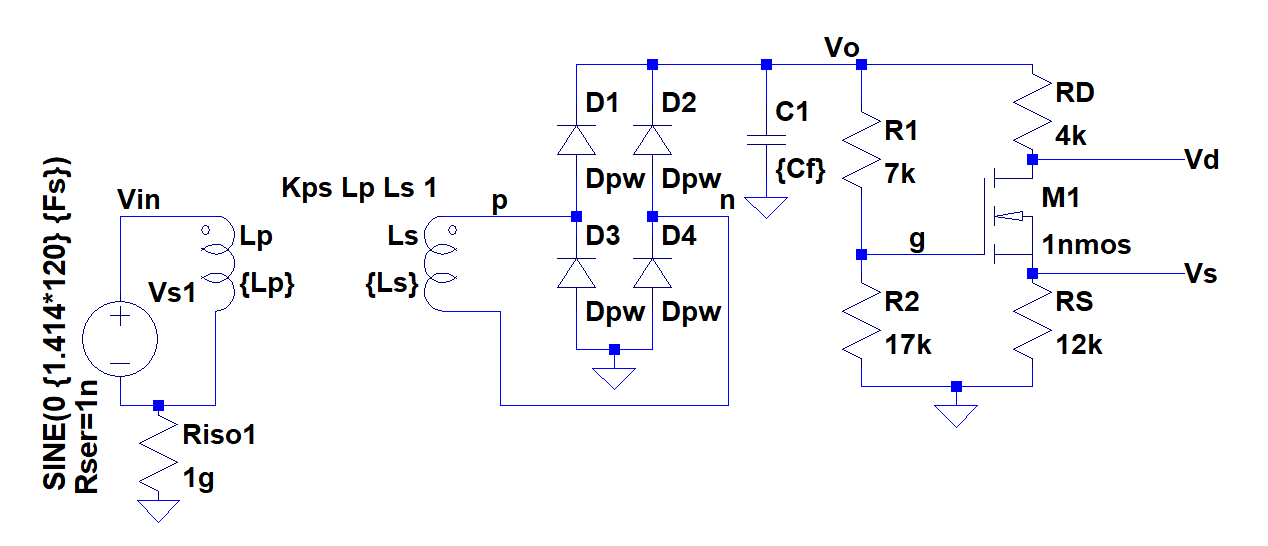 Vo
D1
D2
C1
RD
R1
4k
Vd
SINE(0 {1.414*120} {Fs})
Rser=1n
Kps Lp Ls 1
Dpw
Dpw
{Cf}
7k
Vin
p
n
M1
Lp
Ls
D3
D4
g
1nmos
{Lp}
{Ls}
Vs
Vs1
Dpw
Dpw
R2
RS
17k
12k
Riso1
1g